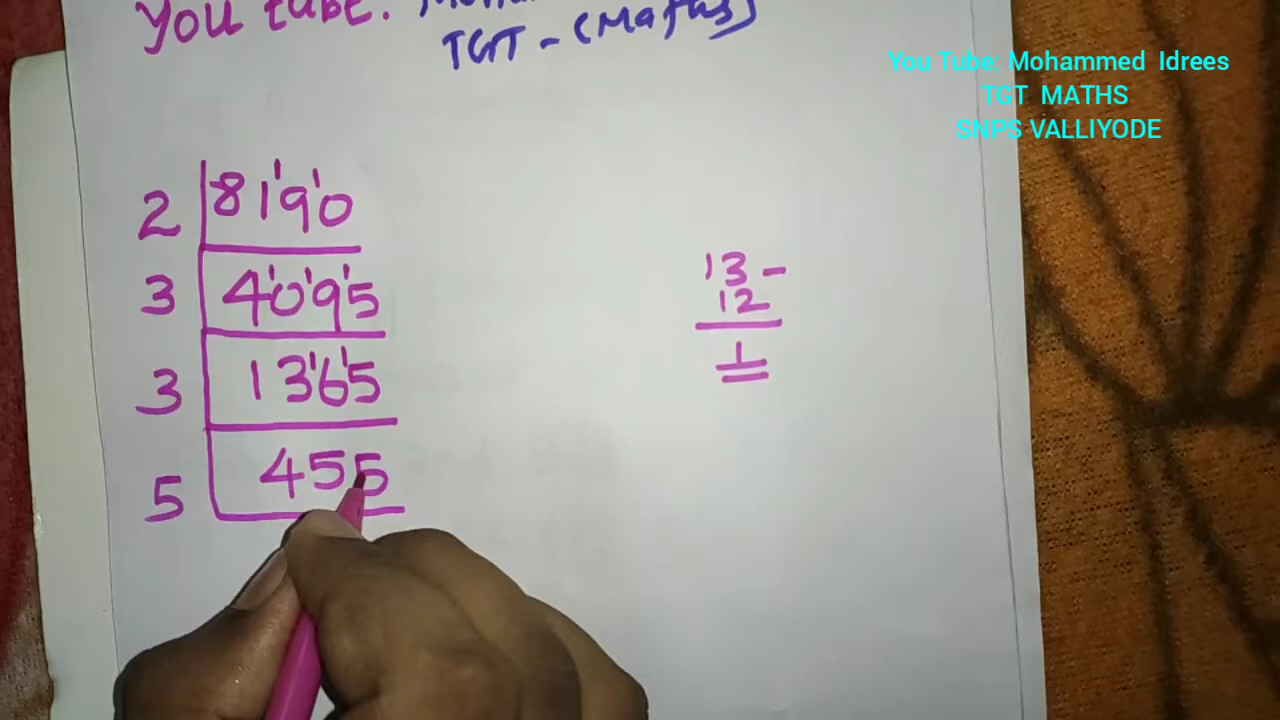 You tube:
TGT - (Maths)
You Tube: Mohammed Idrees
TGT MATHS
SNPS VALLIYODE
2 8190
3 4095
3 1365
5 455
13 -
12
1